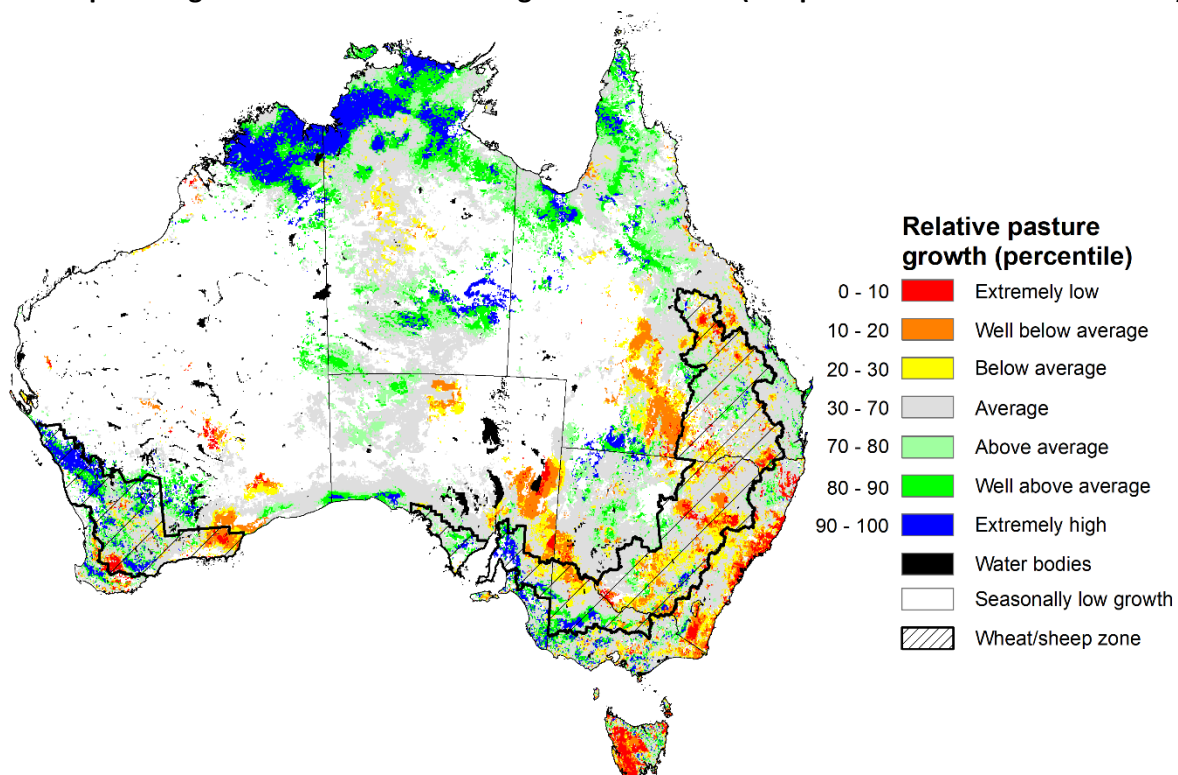 Relative pasture
growth (percentile)
0 - 10 Extremely low
10 - 20 Well below average
20 - 30 Below average
30 - 70 Average
70 - 80 Above average
80 - 90 Well above average
90 - 100 Extremely high
Water bodies
Seasonally low growth
Wheat/sheep zone